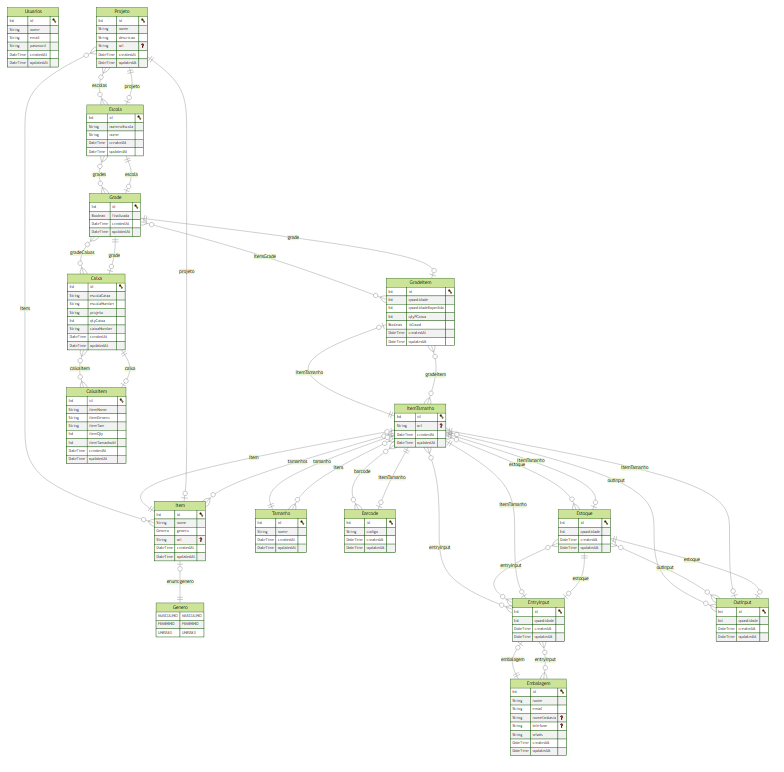 Usuarios
Int id
String nome
String email
String password
DateTime createdAt
DateTime updatedAt
Projeto
Int id
String nome
String descricao
String url ?
DateTime createdAt
DateTime updatedAt
escolas
projeto
Escola
Int id
String numeroEscola
String nome
DateTime createdAt
DateTime updatedAt
grades
escola
Grade
Int id
Boolean finalizada
DateTime createdAt
DateTime updatedAt
gradeCaixas
grade
itensGrade
grade
projeto
itens
Caixa
Int id
String escolaCaixa
String escolaNumber
String projeto
Int qtyCaixa
String caixaNumber
DateTime createdAt
DateTime updatedAt
caixaItem
caixa
CaixaItem
Int id
String itemName
String itemGenero
String itemTam
Int itemQty
Int itemTamanhoId
DateTime createdAt
DateTime updatedAt
GradeItem
Int id
Int quantidade
Int quantidadeExpedida
Int qtyPCaixa
Boolean isCount
DateTime createdAt
DateTime updatedAt
itemTamanho
gradeItem
ItemTamanho
Int id
String url ?
DateTime createdAt
DateTime updatedAt
item
tamanhos
tamanho
itens
barcode
itemTamanho
entryInput
itemTamanho
estoque
itemTamanho
outInput
itemTamanho
Item
Int id
String nome
Genero genero
String url ?
DateTime createdAt
DateTime updatedAt
enum:genero
Genero
MASCULINO MASCULINO
FEMININO FEMININO
UNISSEX UNISSEX
Tamanho
Int id
String nome
DateTime createdAt
DateTime updatedAt
Barcode
Int id
String codigo
DateTime createdAt
DateTime updatedAt
Estoque
Int id
Int quantidade
DateTime createdAt
DateTime updatedAt
entryInput
estoque
outInput
estoque
EntryInput
Int id
Int quantidade
DateTime createdAt
DateTime updatedAt
OutInput
Int id
Int quantidade
DateTime createdAt
DateTime updatedAt
embalagem
entryInput
Embalagem
Int id
String nome
String email
String nomefantasia ?
String telefone ?
String
DateTime createdAt
DateTime updatedAt